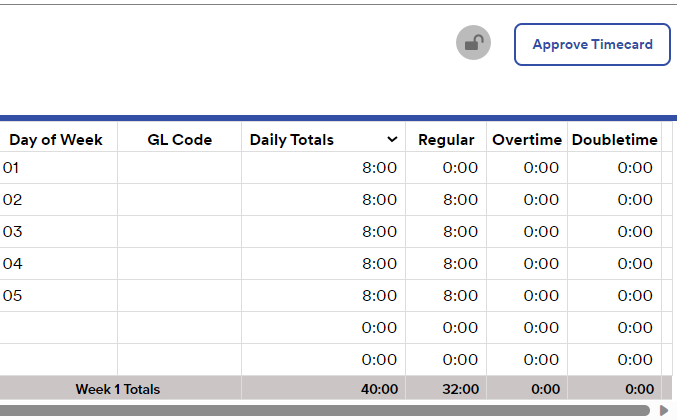 Approve Timecard
Day of Week GL Code Daily Totals Regular Overtime Doubletime
01 8:00 0:00 0:00 0:00
02 8:00 8:00 0:00 0:00
03 8:00 8:00 0:00 0:00
04 8:00 8:00 0:00 0:00
05 8:00 8:00 0:00 0:00
0:00 0:00 0:00 0:00
0:00 0:00 0:00 0:00
Week 1 Totals 40:00 32:00 0:00 0:00